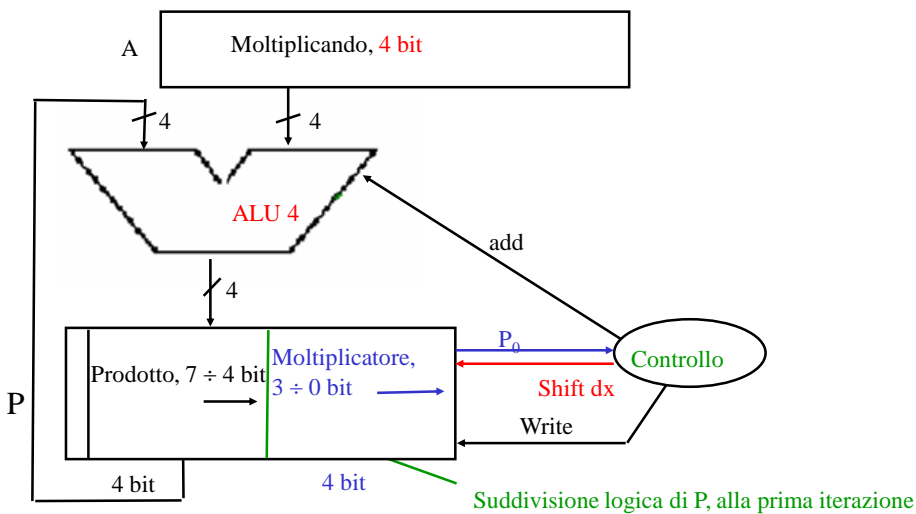 A
Moltiplicando, 4 bit
4
4
ALU 4
add
4
P
Prodotto, 7 ÷ 4 bit
Moltiplicatore,
3 ÷ 0 bit
P₀
Controllo
Shift dx
Write
4 bit
4 bit
Suddivisione logica di P, alla prima iterazione